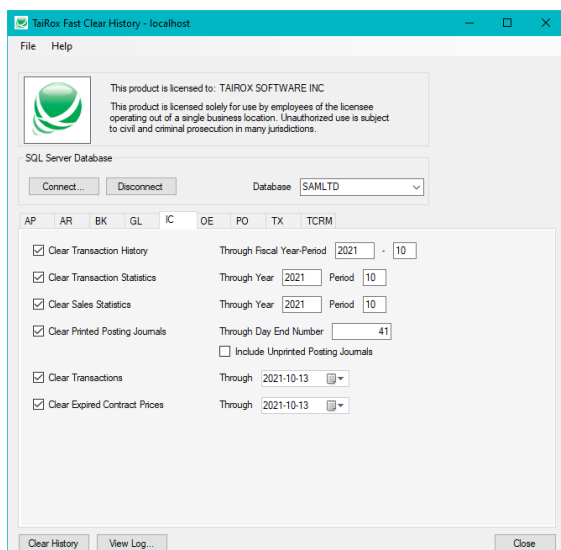 TaiRox Fast Clear History - localhost
File Help
This product is licensed to: TAIROX SOFTWARE INC
This product is licensed solely for use by employees of the licensee
operating out of a single business location. Unauthorized use is subject
to civil and criminal prosecution in many jurisdictions.
SQL Server Database
Connect... Disconnect Database SAMLTD
AP AR BK GL IC OE PO TX TCRM
Clear Transaction History Through Fiscal Year-Period 2021 - 10
Clear Transaction Statistics Through Year 2021 Period 10
Clear Sales Statistics Through Year 2021 Period 10
Clear Printed Posting Journals Through Day End Number 41
Include Unprinted Posting Journals
Clear Transactions Through 2021-10-13
Clear Expired Contract Prices Through 2021-10-13
Clear History View Log... Close